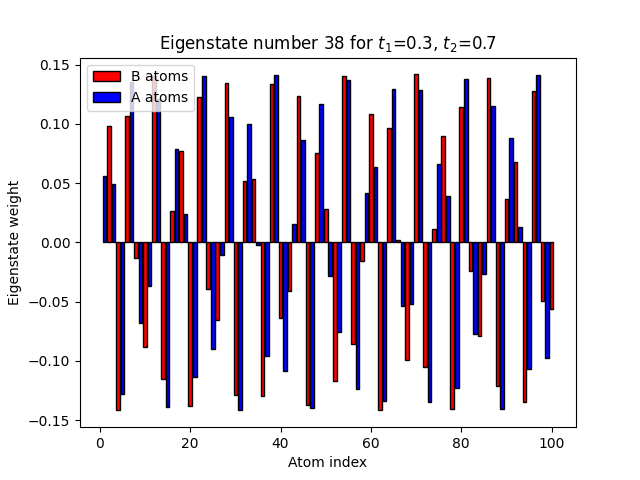 Eigenstate number 38 for $t_1$=0.3, $t_2$=0.7
0.15
0.10
0.05
0.00
−0.05
−0.10
−0.15
Eigenstate weight
B atoms
A atoms
0
20
40
60
80
100
Atom index